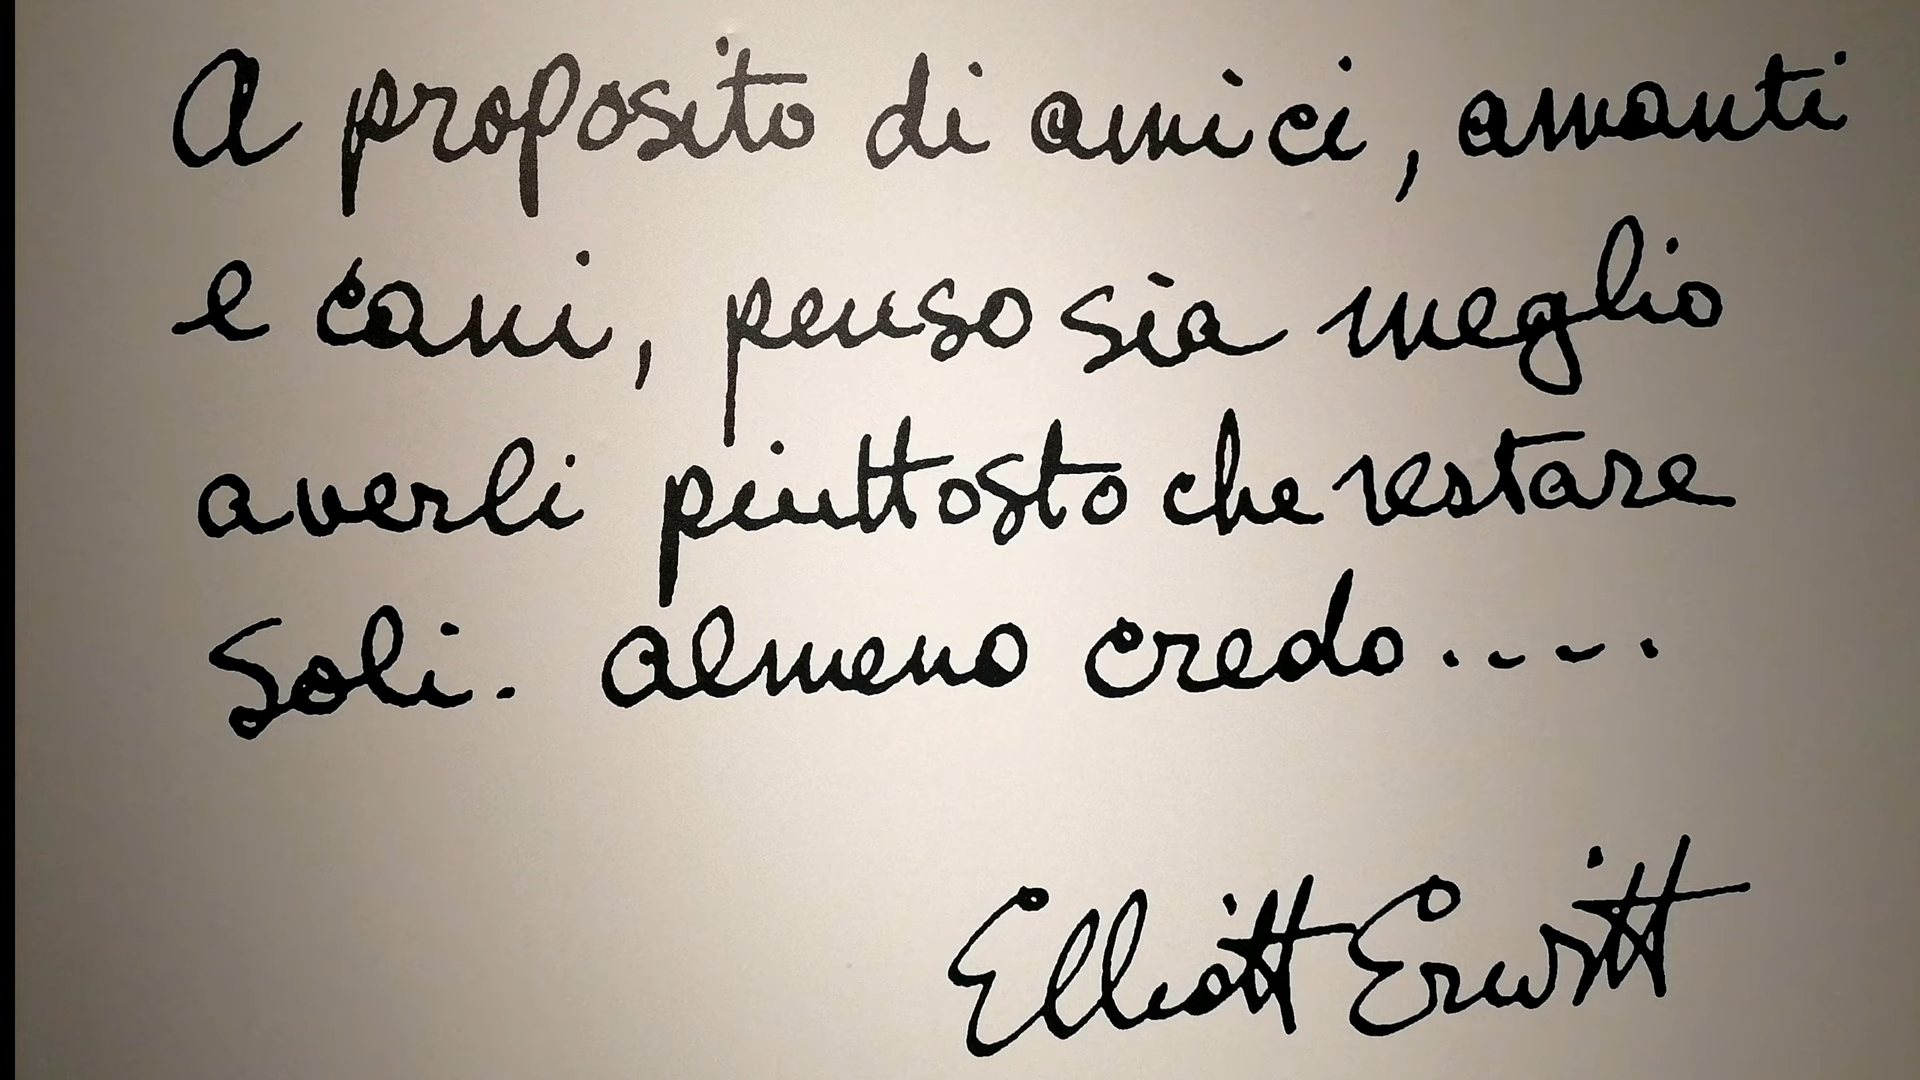 A proposito di amici, amanti
e cani, penso sia meglio
averli piuttosto che restare
soli. almeno credo....
Elliott Erwitt